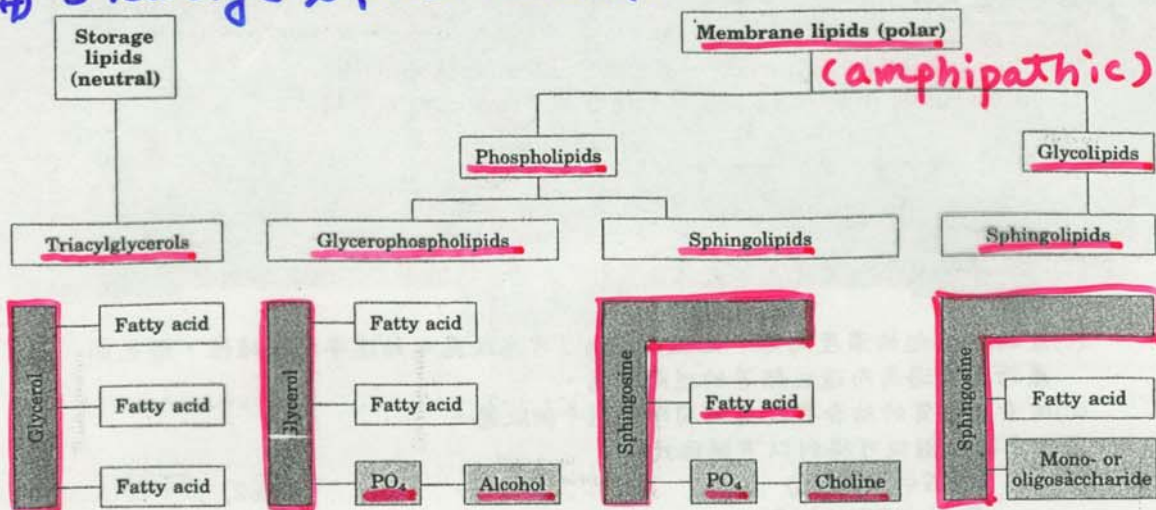 Storage
lipids
(neutral)
Membrane lipids (polar)
(amphipathic)
Phospholipids
Glycolipids
Triacylglycerols
Glycerophospholipids
Sphingolipids
Sphingolipids
Glycerol
Fatty acid
Fatty acid
Fatty acid
Glycerol
Fatty acid
Fatty acid
PO₄
Alcohol
Sphingosine
Fatty acid
PO₄
Choline
Sphingosine
Fatty acid
Mono- or
oligosaccharide